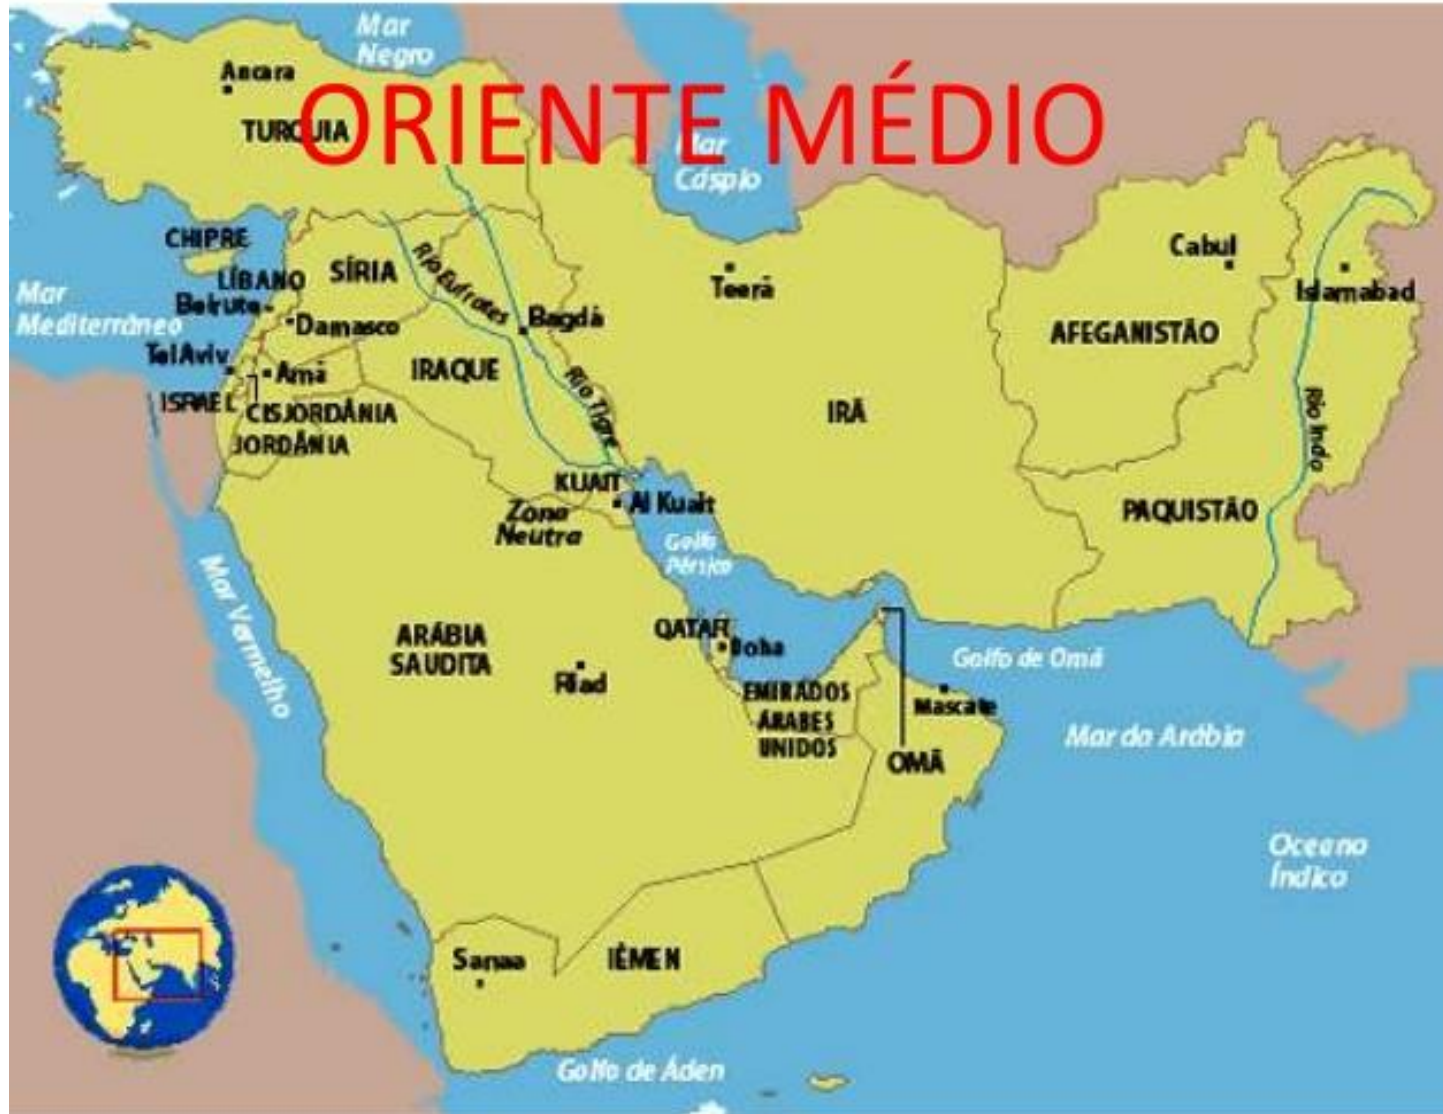 Mar
Negro
Ancara
ORIENTE MÉDIO
TURQUIA
Mar
Cáspio
CHIPRE
LÍBANO
SÍRIA
Rio Eufrates
Cabul
Teerã
Islamabad
Mar
Mediterrâneo
Beirute
Damasco
Bagdá
AFEGANISTÃO
Tel Aviv
Amã
IRAQUE
Rio Tigre
ISRAEL
CISJORDÂNIA
JORDÂNIA
IRÃ
Rio Indo
KUAIT
Al Kuait
Zona
Neutra
PAQUISTÃO
Golfo
Pérsico
Mar Vermelho
ARÁBIA
SAUDITA
Riad
QATAR
Doha
Golfo de Omã
EMIRADOS
ÁRABES
UNIDOS
Mascate
OMÃ
Mar da Arábia
Oceano
Índico
Sanaa
IÊMEN
Golfo de Áden